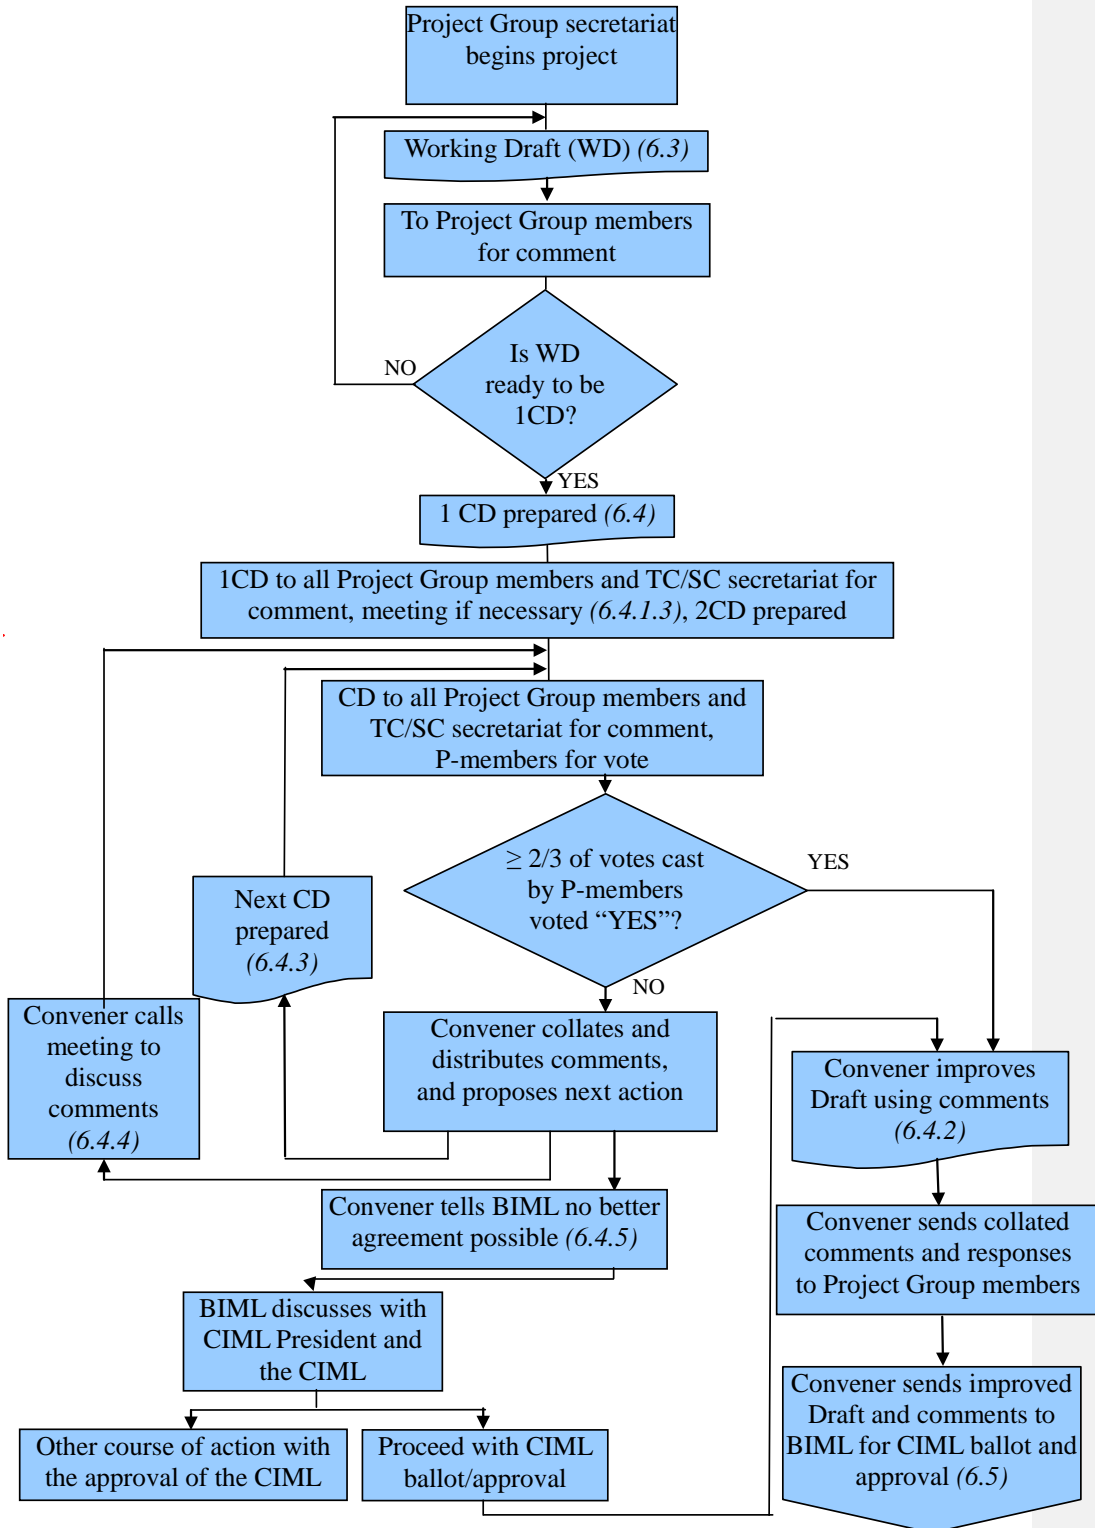 Project Group secretariat
begins project
Working Draft (WD) (6.3)
To Project Group members
for comment
Is WD
ready to be
1CD?
NO
YES
1 CD prepared (6.4)
1CD to all Project Group members and TC/SC secretariat for
comment, meeting if necessary (6.4.1.3), 2CD prepared
CD to all Project Group members and
TC/SC secretariat for comment,
P-members for vote
≥ 2/3 of votes cast
by P-members
voted “YES”?
YES
NO
Next CD
prepared
(6.4.3)
Convener calls
meeting to
discuss
comments
(6.4.4)
Convener collates and
distributes comments,
and proposes next action
Convener improves
Draft using comments
(6.4.2)
Convener tells BIML no better
agreement possible (6.4.5)
Convener sends collated
comments and responses
to Project Group members
BIML discusses with
CIML President and
the CIML
Other course of action with
the approval of the CIML
Proceed with CIML
ballot/approval
Convener sends improved
Draft and comments to
BIML for CIML ballot and
approval (6.5)